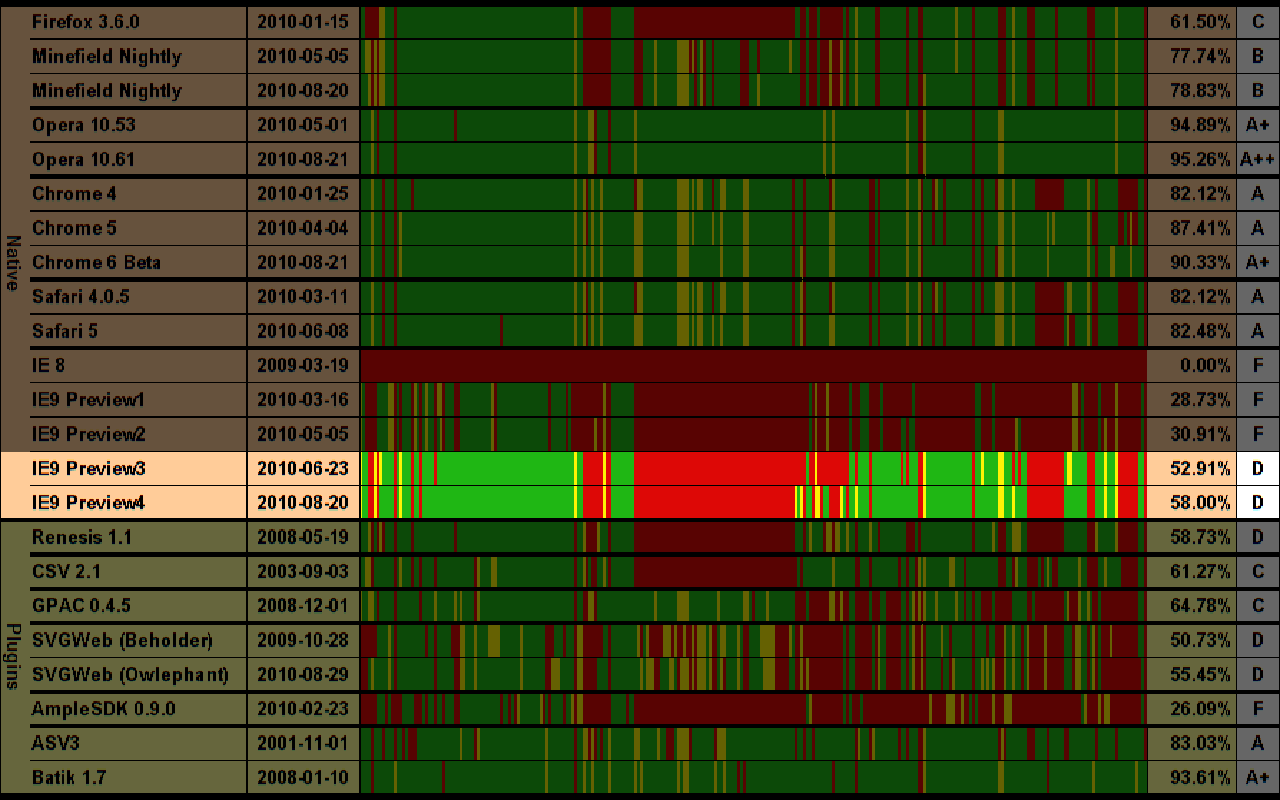 Native
Firefox 3.6.0 2010-01-15 61.50% C
Minefield Nightly 2010-05-05 77.74% B
Minefield Nightly 2010-08-20 78.83% B
Opera 10.53 2010-05-01 94.89% A+
Opera 10.61 2010-08-21 95.26% A++
Chrome 4 2010-01-25 82.12% A
Chrome 5 2010-04-04 87.41% A
Chrome 6 Beta 2010-08-21 90.33% A+
Safari 4.0.5 2010-03-11 82.12% A
Safari 5 2010-06-08 82.48% A
IE 8 2009-03-19 0.00% F
IE9 Preview1 2010-03-16 28.73% F
IE9 Preview2 2010-05-05 30.91% F
IE9 Preview3 2010-06-23 52.91% D
IE9 Preview4 2010-08-20 58.00% D
Plugins
Renesis 1.1 2008-05-19 58.73% D
CSV 2.1 2003-09-03 61.27% C
GPAC 0.4.5 2008-12-01 64.78% C
SVGWeb (Beholder) 2009-10-28 50.73% D
SVGWeb (Owlephant) 2010-08-29 55.45% D
AmpleSDK 0.9.0 2010-02-23 26.09% F
ASV3 2001-11-01 83.03% A
Batik 1.7 2008-01-10 93.61% A+